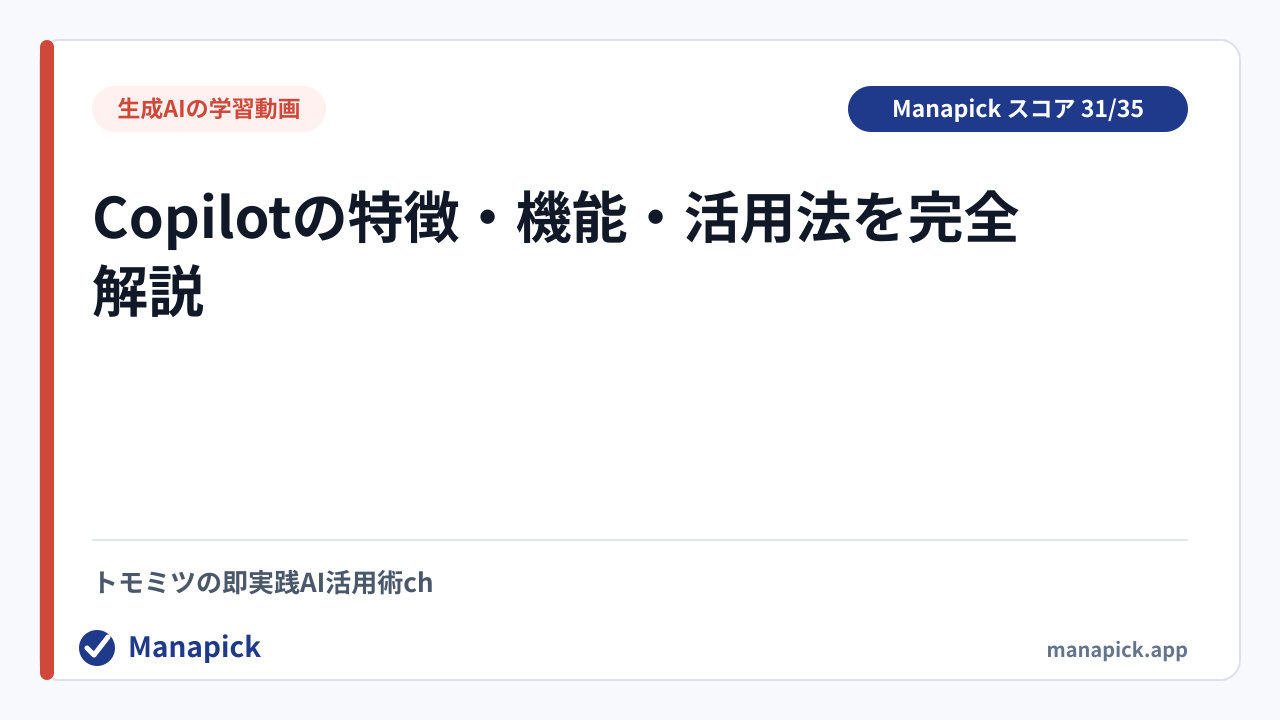 生成AIの学習動画
Manapick スコア 31/35
Copilotの特徴・機能・活用法を完全
解説
トモミツの即実践AI活用術ch
Manapick
manapick.app